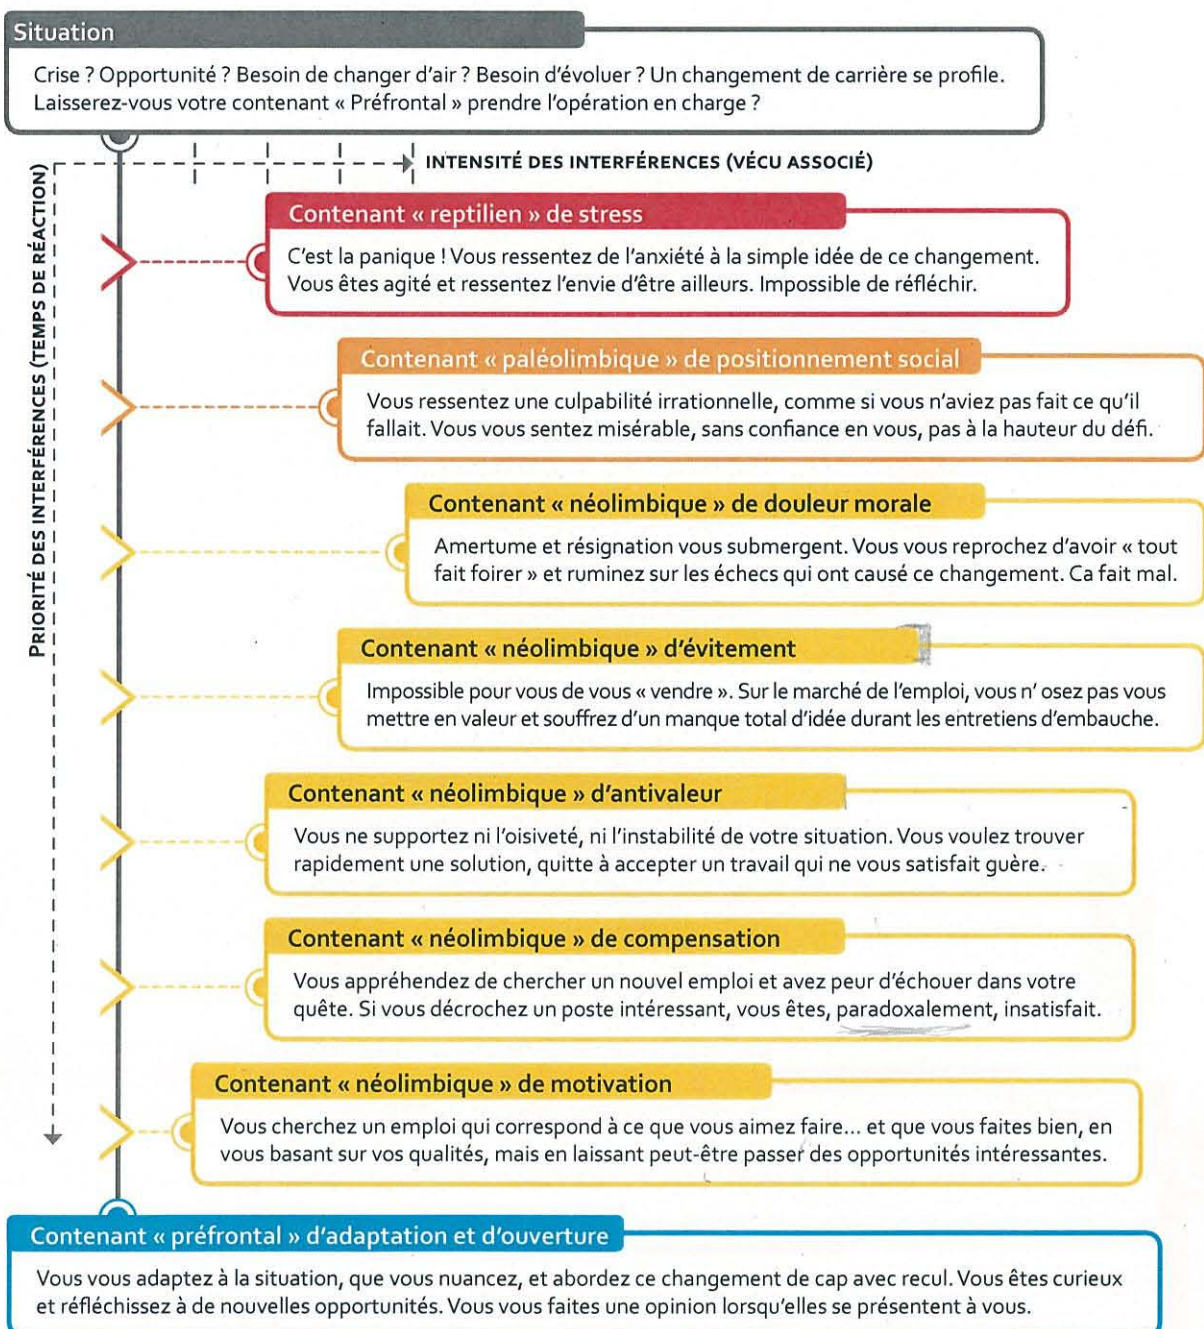 Situation
Crise ? Opportunité ? Besoin de changer d'air ? Besoin d'évoluer ? Un changement de carrière se profile.
Laisserez-vous votre contenant « Préfrontal » prendre l'opération en charge ?
INTENSITÉ DES INTERFÉRENCES (VÉCU ASSOCIÉ)
PRIORITÉ DES INTERFÉRENCES (TEMPS DE RÉACTION)
Contenant « reptilien » de stress
C'est la panique ! Vous ressentez de l'anxiété à la simple idée de ce changement.
Vous êtes agité et ressentez l'envie d'être ailleurs. Impossible de réfléchir.
Contenant « paléolimbique » de positionnement social
Vous ressentez une culpabilité irrationnelle, comme si vous n'aviez pas fait ce qu'il
fallait. Vous vous sentez misérable, sans confiance en vous, pas à la hauteur du défi.
Contenant « néolimbique » de douleur morale
Amertume et résignation vous submergent. Vous vous reprochez d'avoir « tout
fait foirer » et ruminez sur les échecs qui ont causé ce changement. Ca fait mal.
Contenant « néolimbique » d'évitement
Impossible pour vous de vous « vendre ». Sur le marché de l'emploi, vous n' osez pas vous
mettre en valeur et souffrez d'un manque total d'idée durant les entretiens d'embauche.
Contenant « néolimbique » d'antivaleur
Vous ne supportez ni l'oisiveté, ni l'instabilité de votre situation. Vous voulez trouver
rapidement une solution, quitte à accepter un travail qui ne vous satisfait guère.
Contenant « néolimbique » de compensation
Vous appréhendez de chercher un nouvel emploi et avez peur d'échouer dans votre
quête. Si vous décrochez un poste intéressant, vous êtes, paradoxalement, insatisfait.
Contenant « néolimbique » de motivation
Vous cherchez un emploi qui correspond à ce que vous aimez faire... et que vous faites bien, en
vous basant sur vos qualités, mais en laissant peut-être passer des opportunités intéressantes.
Contenant « préfrontal » d'adaptation et d'ouverture
Vous vous adaptez à la situation, que vous nuancez, et abordez ce changement de cap avec recul. Vous êtes curieux
et réfléchissez à de nouvelles opportunités. Vous vous faites une opinion lorsqu'elles se présentent à vous.